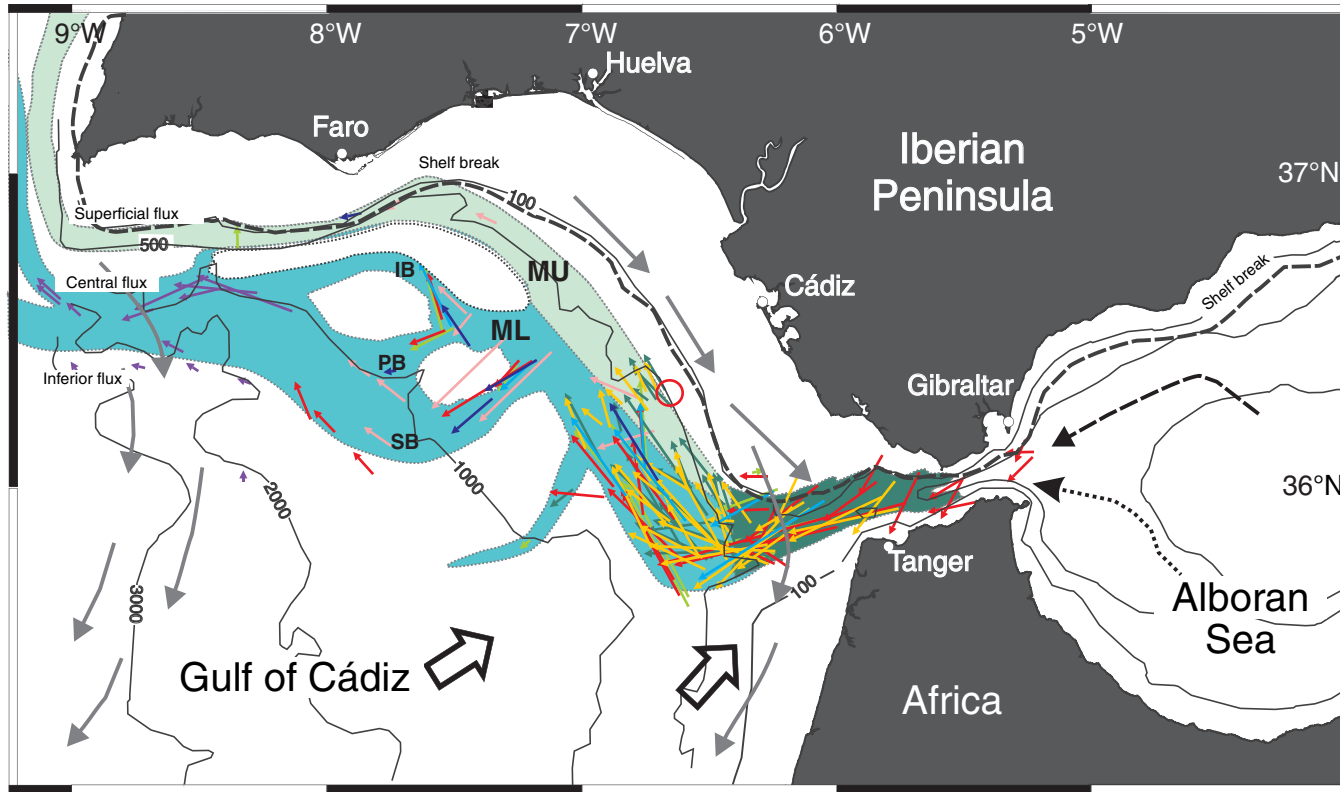 9°W
8°W
7°W
6°W
5°W
Huelva
Faro
Iberian
Peninsula
Shelf break
37°N
100
Superficial flux
500
MU
Shelf break
IB
Central flux
Cádiz
ML
PB
Inferior flux
Gibraltar
SB
1000
2000
36°N
Tanger
100
3000
Alboran
Sea
Gulf of Cádiz
Africa